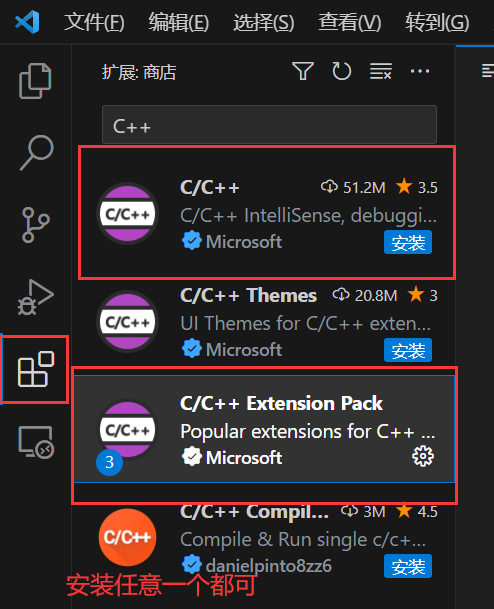 文件(F) 编辑(E) 选择(S) 查看(V) 转到(G)
扩展: 商店
C++
C/C++ 51.2M 3.5
C/C++ IntelliSense, debuggi...
Microsoft 安装
C/C++
C/C++ Themes 20.8M 3
UI Themes for C/C++ exten...
Microsoft 安装
C/C++
C/C++ Extension Pack
Popular extensions for C++ ...
Microsoft
C/C++
3
C/C++ Compil... 3M 4.5
Compile & Run single c/c+...
danielpinto8zz6 安装
C/C++
安装任意一个都可